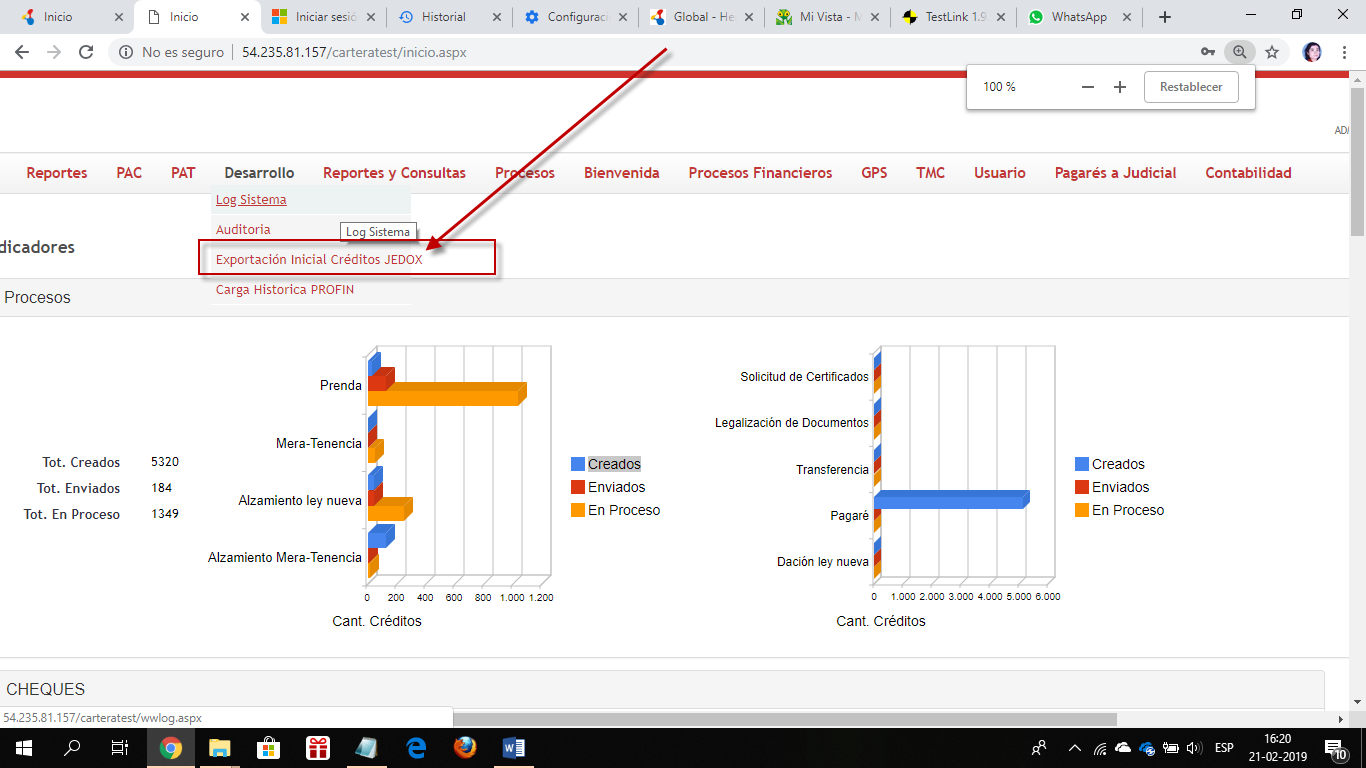 Inicio
Inicio
Iniciar sesió
Historial
Configuraci
Global - He
Mi Vista - M
TestLink 1.9
WhatsApp
No es seguro
54.235.81.157/carteratest/inicio.aspx
100 %
Restablecer
AD
Reportes
PAC
PAT
Desarrollo
Reportes y Consultas
Procesos
Bienvenida
Procesos Financieros
GPS
TMC
Usuario
Pagarés a Judicial
Contabilidad
Log Sistema
Auditoria
Log Sistema
dicadores
Exportación Inicial Créditos JEDOX
Carga Historica PROFIN
Procesos
Tot. Creados 5320
Tot. Enviados 184
Tot. En Proceso 1349
Prenda
Mera-Tenencia
Alzamiento ley nueva
Alzamiento Mera-Tenencia
0 200 400 600 800 1.000 1.200
Cant. Créditos
Creados
Enviados
En Proceso
Solicitud de Certificados
Legalización de Documentos
Transferencia
Pagaré
Dación ley nueva
0 1.000 2.000 3.000 4.000 5.000 6.000
Cant. Créditos
Creados
Enviados
En Proceso
CHEQUES
54.235.81.157/carteratest/wwlog.aspx
ESP
16:20
21-02-2019
10